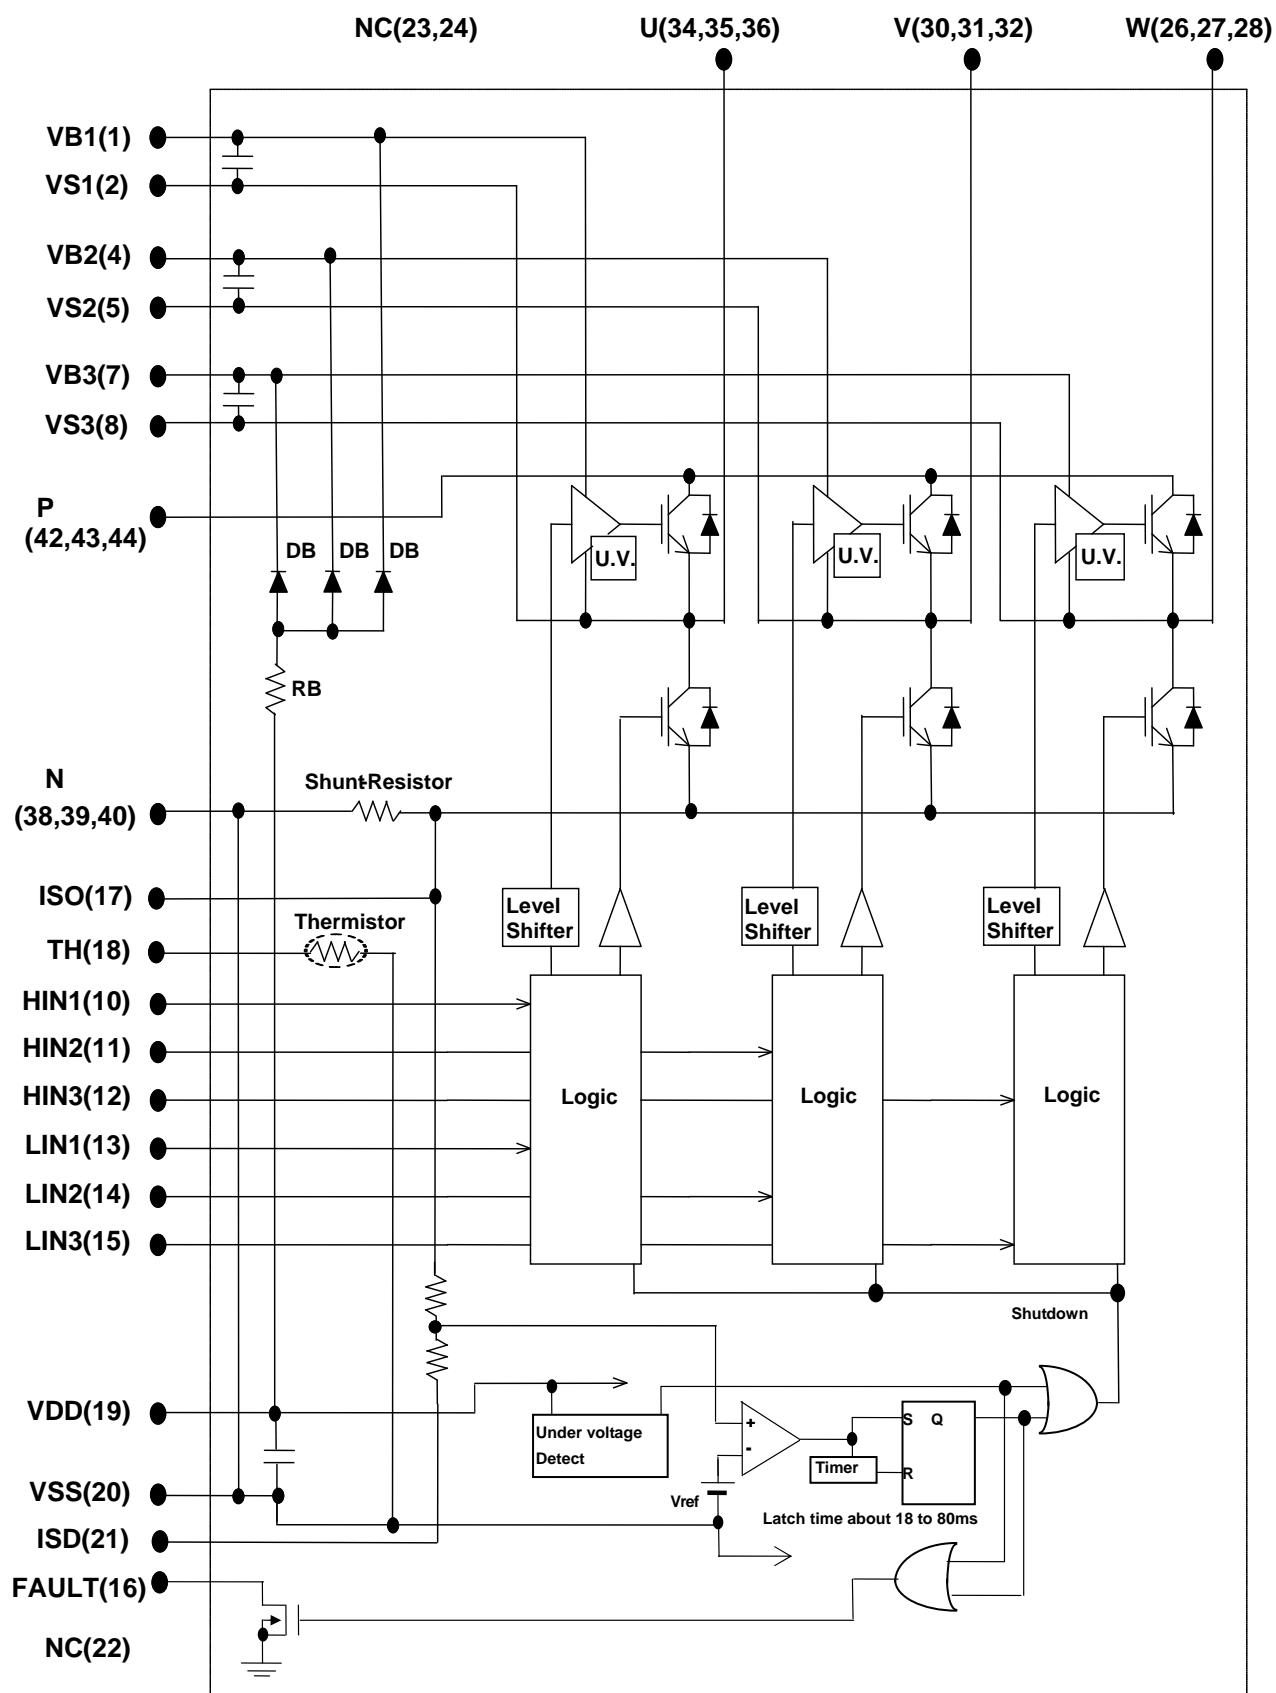 NC(23,24) U(34,35,36) V(30,31,32) W(26,27,28)
VB1(1)
VS1(2)
VB2(4)
VS2(5)
VB3(7)
VS3(8)
P
(42,43,44)
DB DB DB
U.V. U.V. U.V.
RB
N
(38,39,40)
Shunt-Resistor
ISO(17)
Level
Shifter
Level
Shifter
Level
Shifter
Thermistor
TH(18)
HIN1(10)
HIN2(11)
HIN3(12)
Logic Logic Logic
LIN1(13)
LIN2(14)
LIN3(15)
Shutdown
VDD(19)
Under voltage
Detect
+
-
S Q
R
Timer
Vref
VSS(20)
Latch time about 18 to 80ms
ISD(21)
FAULT(16)
NC(22)